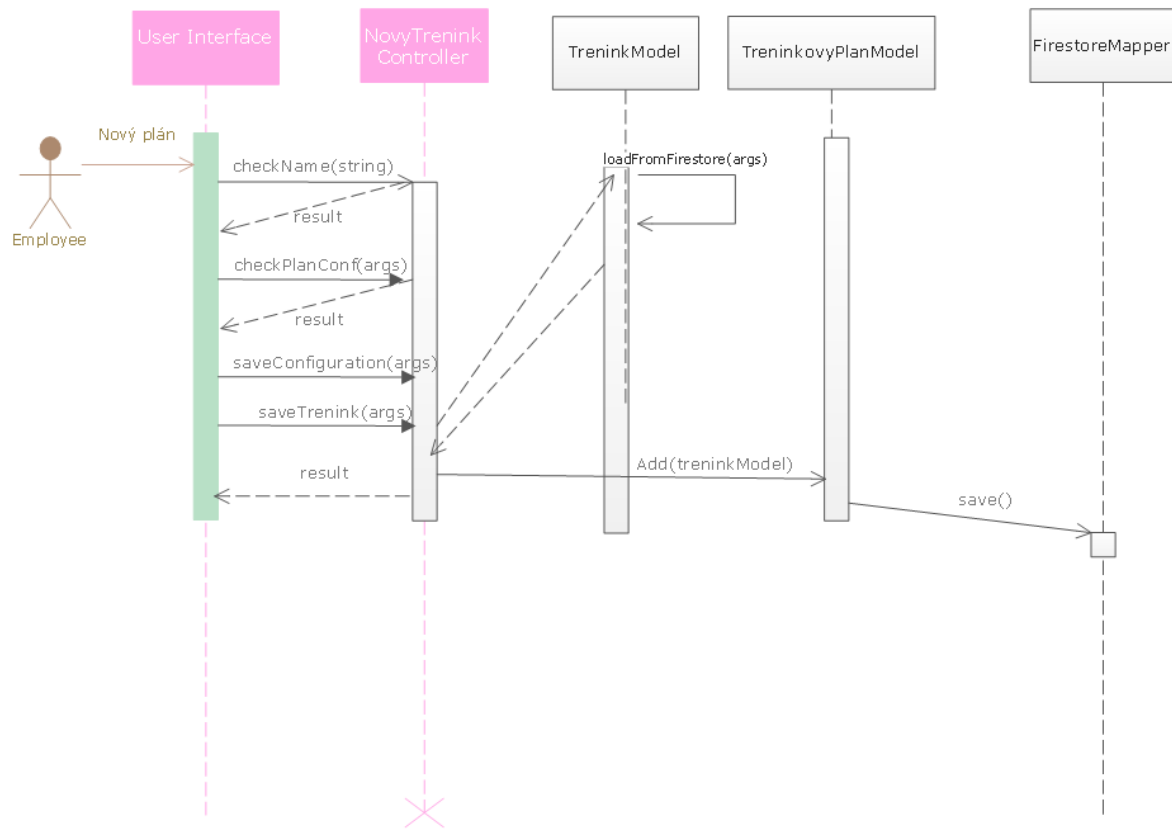 User Interface
NovyTrenink
Controller
TreninkModel
TreninkovyPlanModel
FirestoreMapper
Nový plán
Employee
checkName(string)
loadFromFirestore(args)
result
checkPlanConf(args)
result
saveConfiguration(args)
saveTrenink(args)
result
Add(treninkModel)
save()